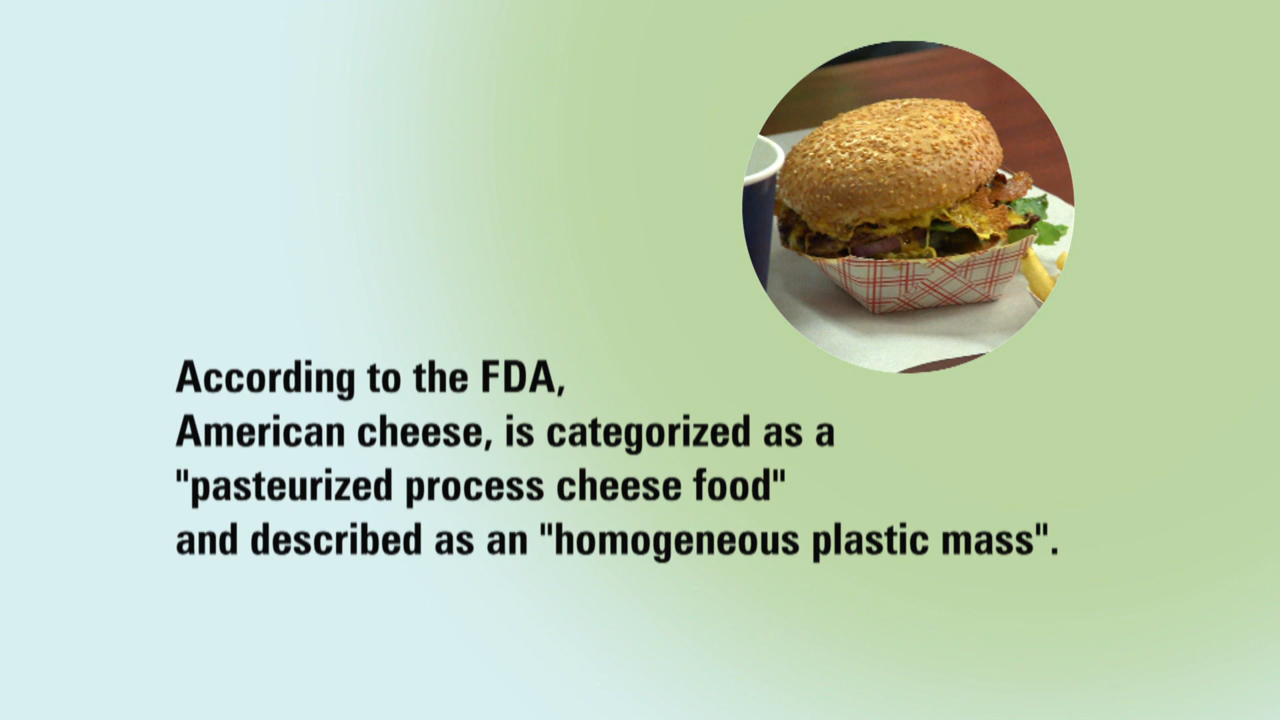 According to the FDA,
American cheese, is categorized as a
"pasteurized process cheese food"
and described as an "homogeneous plastic mass".